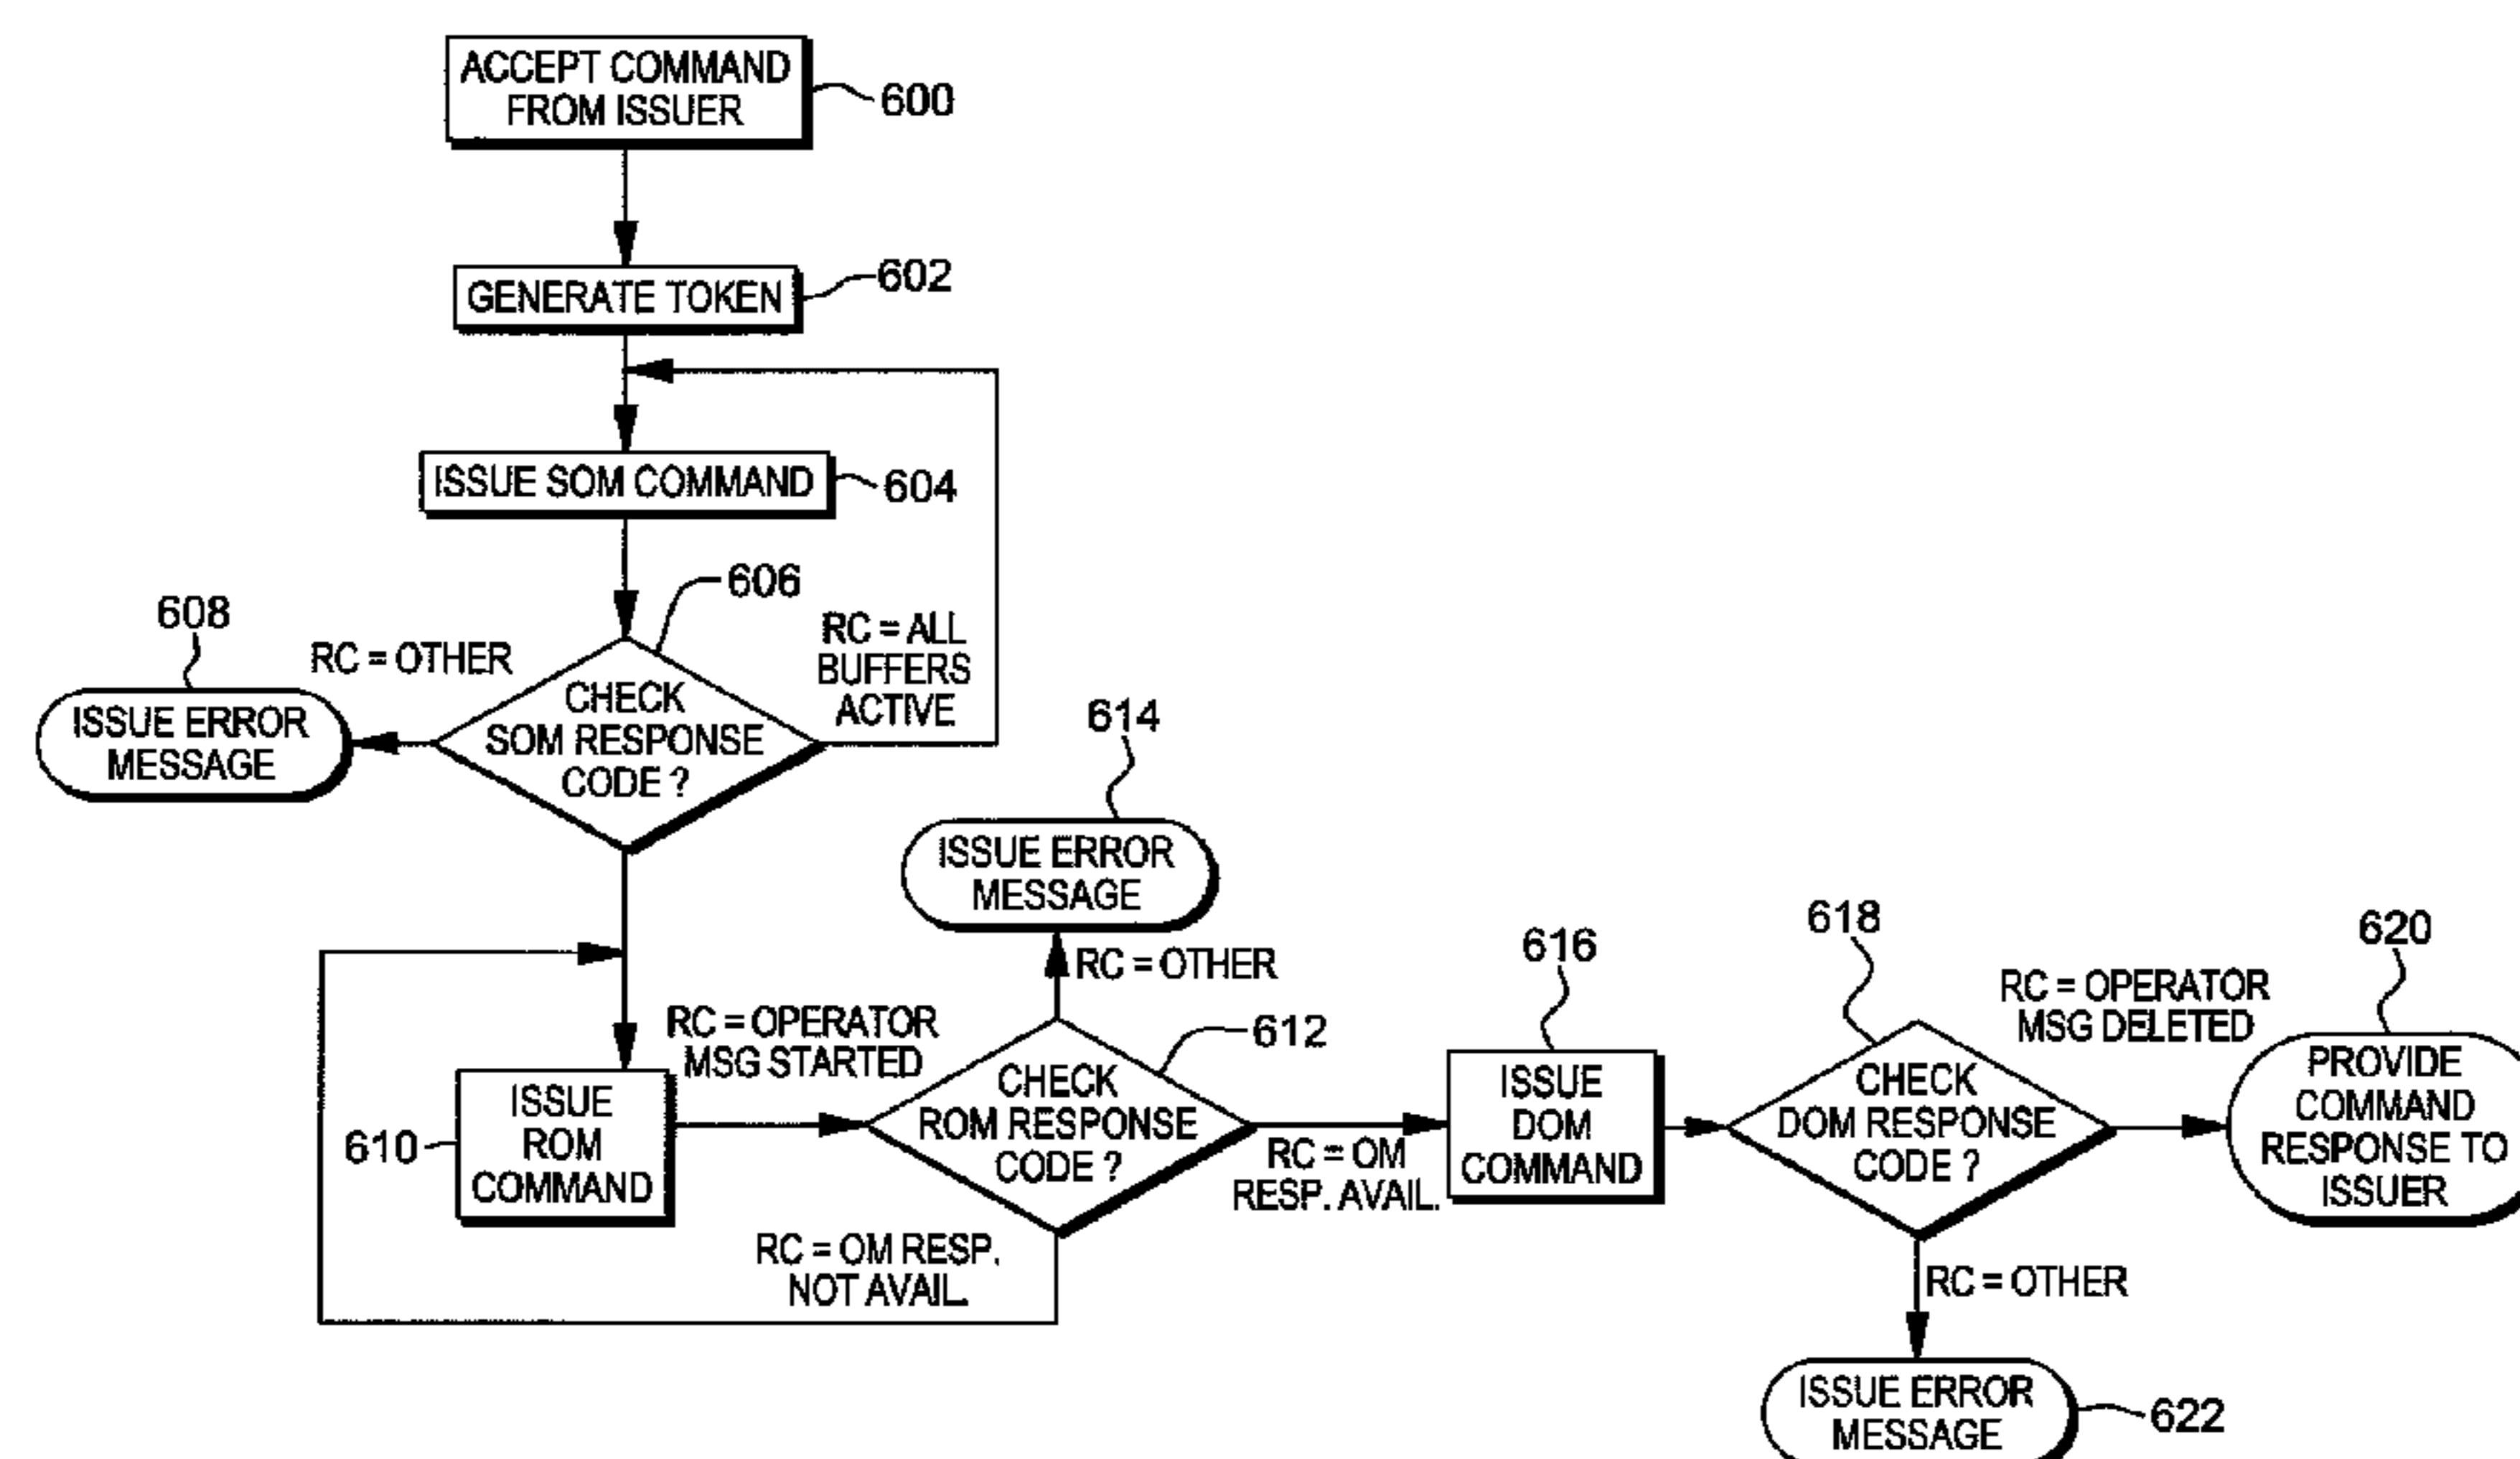 ACCEPT COMMAND
FROM ISSUER
600
GENERATE TOKEN
602
ISSUE SOM COMMAND
604
606
608
RC = OTHER
RC = ALL
BUFFERS
ACTIVE
ISSUE ERROR
MESSAGE
CHECK
SOM RESPONSE
CODE ?
614
ISSUE ERROR
MESSAGE
RC = OTHER
RC = OPERATOR
MSG STARTED
612
610
ISSUE
ROM
COMMAND
CHECK
ROM RESPONSE
CODE ?
RC = OM RESP.
NOT AVAIL.
RC = OM
RESP. AVAIL.
616
ISSUE
DOM
COMMAND
618
CHECK
DOM RESPONSE
CODE ?
RC = OPERATOR
MSG DELETED
620
PROVIDE
COMMAND
RESPONSE TO
ISSUER
RC = OTHER
ISSUE ERROR
MESSAGE
622